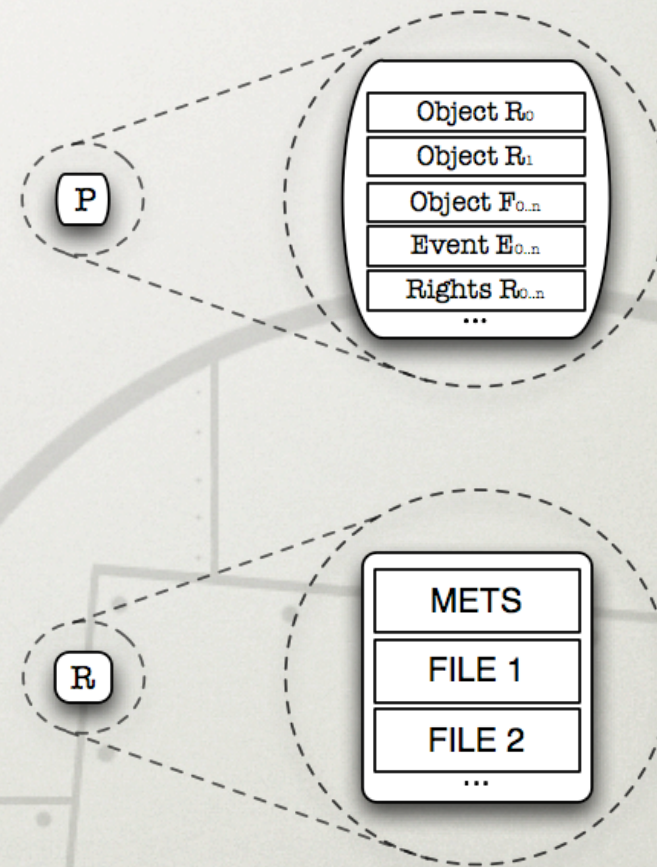 P
Object R₀
Object R₁
Object F₀..ₙ
Event E₀..ₙ
Rights R₀..ₙ
...
R
METS
FILE 1
FILE 2
...